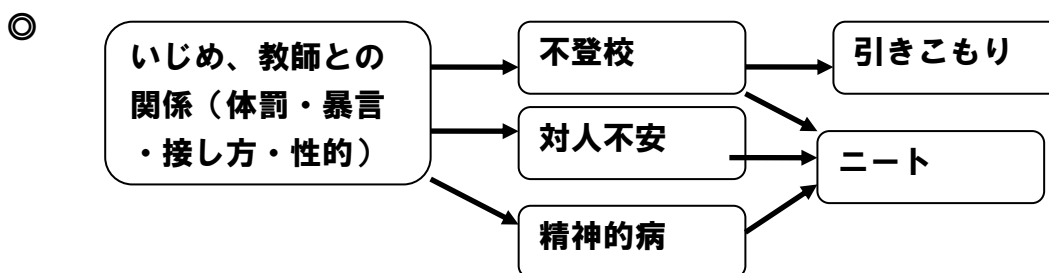 ◎
いじめ、教師との
関係（体罰・暴言
・接し方・性的）
不登校
対人不安
精神的病
引きこもり
ニート